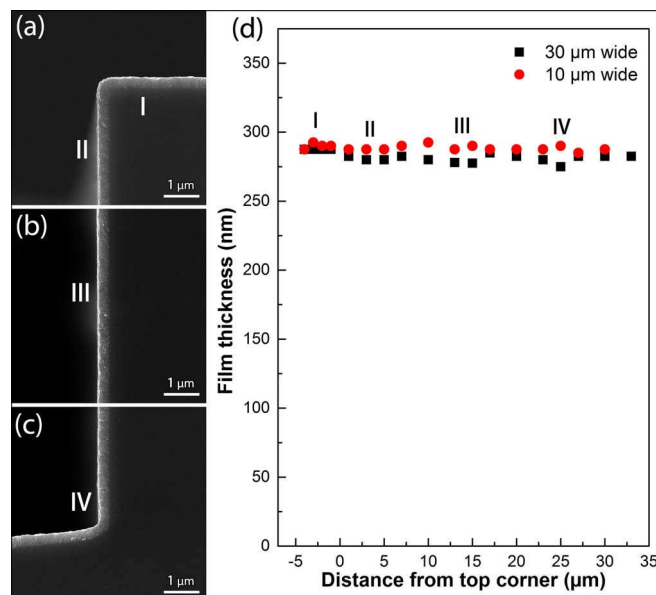 (a)
I
II
1 µm
(b)
III
1 µm
(c)
IV
1 µm
(d)
30 µm wide
10 µm wide
I
II
III
IV
350
300
250
200
150
100
50
0
Film thickness (nm)
-5 0 5 10 15 20 25 30 35
Distance from top corner (µm)